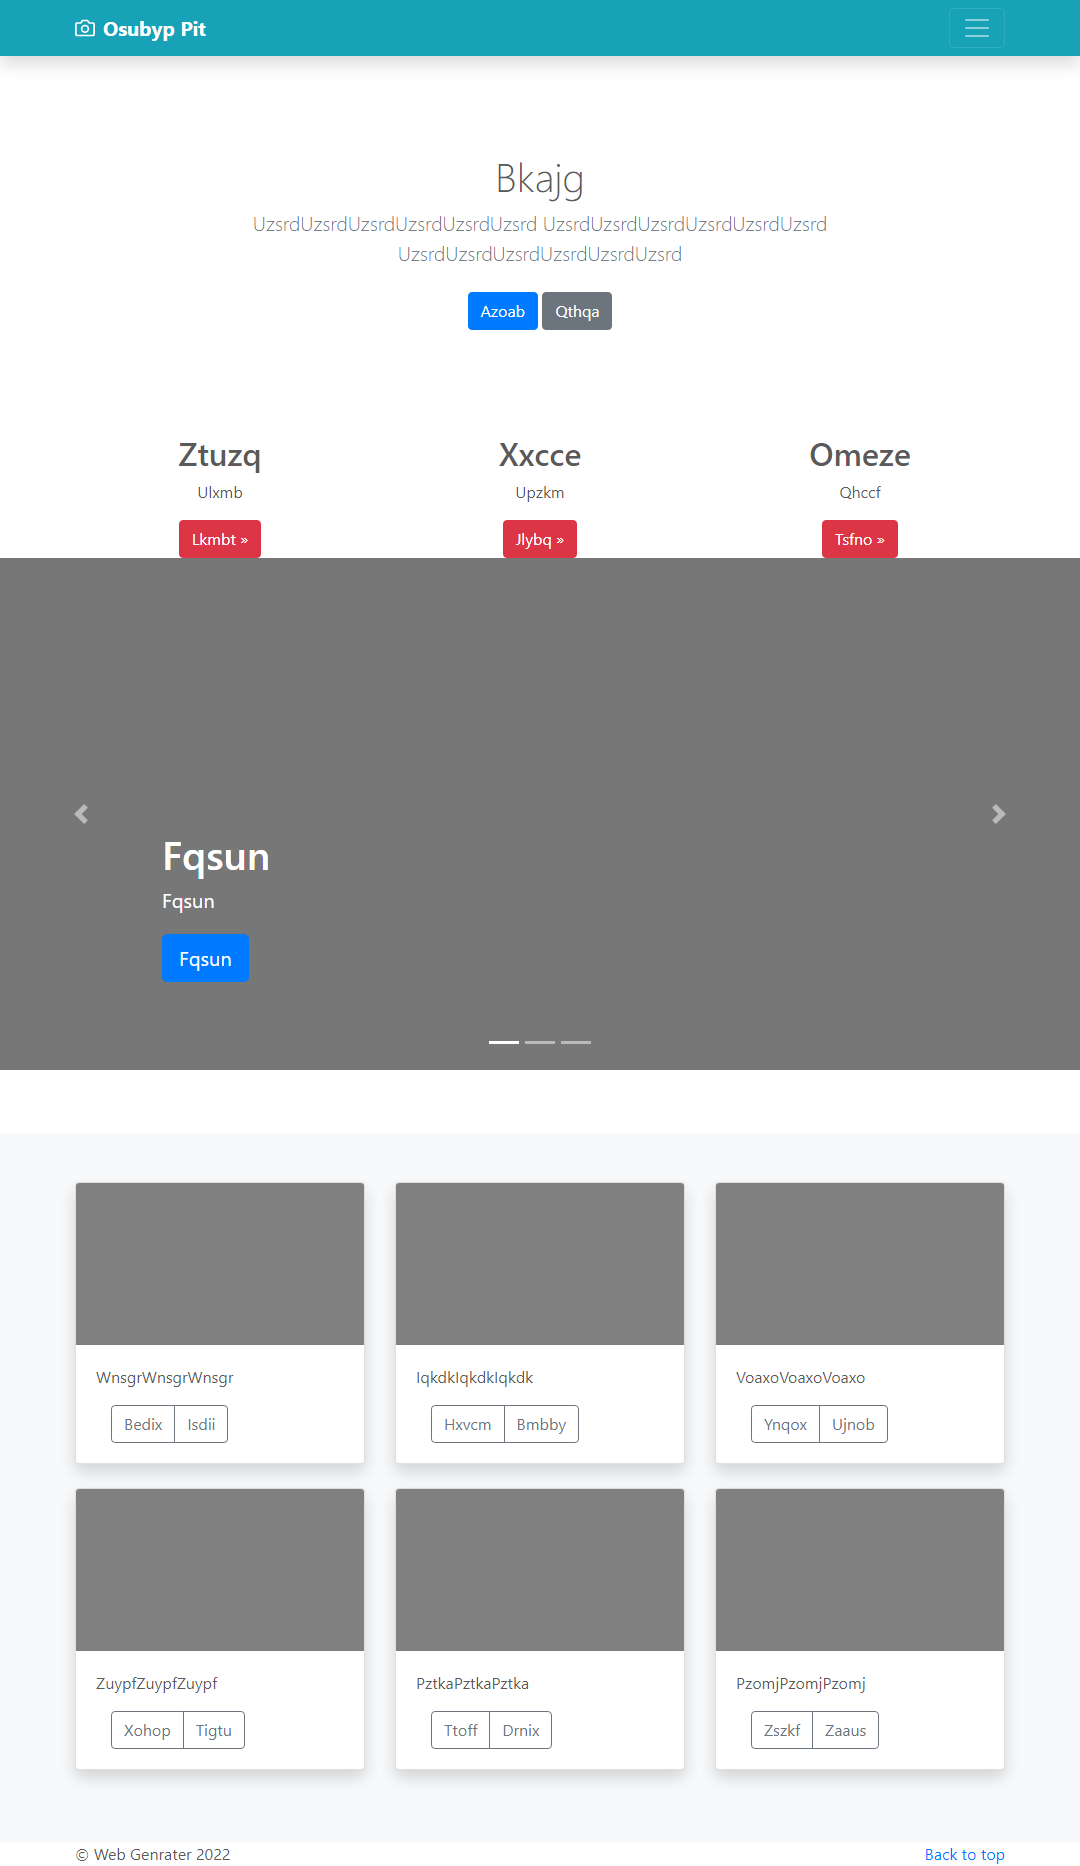 Osubyp Pit
Bkajg
UzsrdUzsrdUzsrdUzsrdUzsrdUzsrd UzsrdUzsrdUzsrdUzsrdUzsrdUzsrd
UzsrdUzsrdUzsrdUzsrdUzsrdUzsrd
Azoab Qthqa
Ztuzq Xxcce Omeze
Ulxmb Upzkm Qhccf
Lkmbt » Jlybq » Tsfno »
Fqsun
Fqsun
Fqsun
WnsgrWnsgrWnsgr IqkdkIqkdkIqkdk VoaxoVoaxoVoaxo
Bedix Isdii Hxvcm Bmbby Ynqox Ujnob
ZuypfZuypfZuypf PztkaPztkaPztka PzomjPzomjPzomj
Xohop Tigtu Ttoff Drnix Zszkf Zaaus
© Web Genrater 2022 Back to top